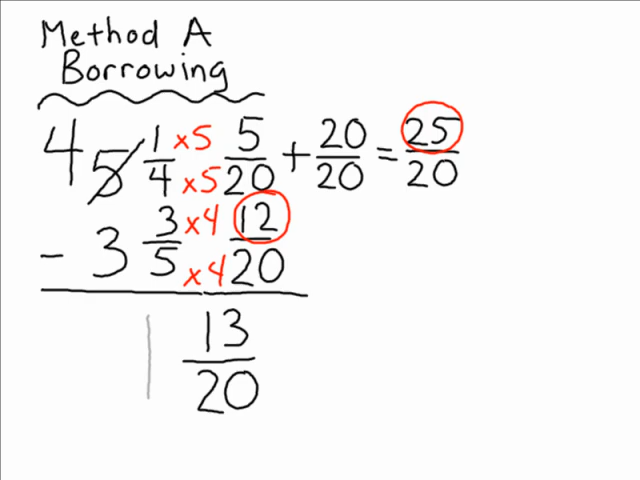 Method A
Borrowing
4 5 1/4 ×5 ×5 5/20 + 20/20 = 25/20
- 3 3/5 ×4 ×4 12/20
1 13/20